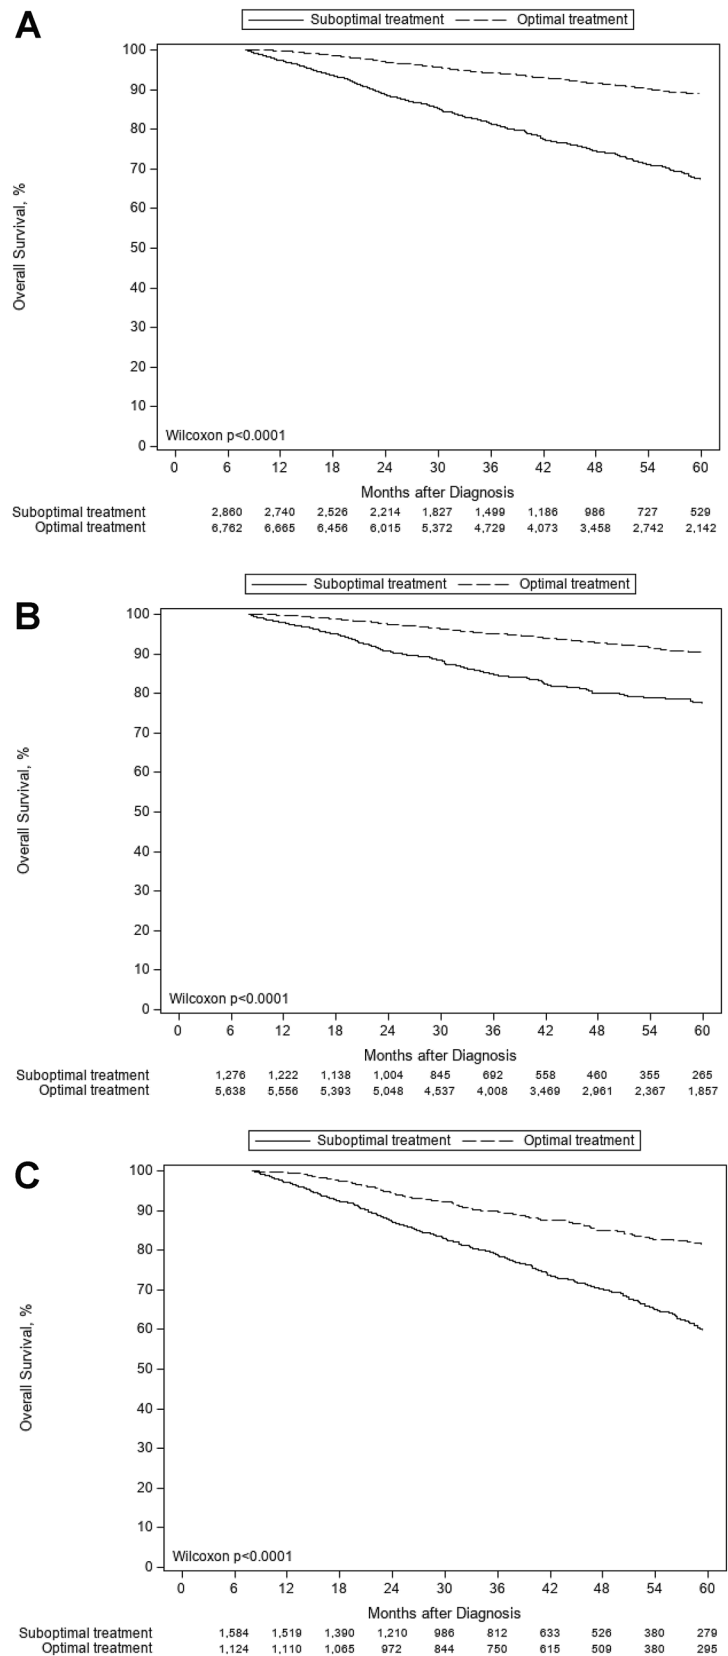 A
Suboptimal treatment Optimal treatment
100
90
80
70
60
50
40
30
20
10
0
Overall Survival, %
Wilcoxon p<0.0001
0 6 12 18 24 30 36 42 48 54 60
Months after Diagnosis
Suboptimal treatment 2,860 2,740 2,526 2,214 1,827 1,499 1,186 986 727 529
Optimal treatment 6,762 6,665 6,456 6,015 5,372 4,729 4,073 3,458 2,742 2,142
B
Suboptimal treatment Optimal treatment
100
90
80
70
60
50
40
30
20
10
0
Overall Survival, %
Wilcoxon p<0.0001
0 6 12 18 24 30 36 42 48 54 60
Months after Diagnosis
Suboptimal treatment 1,276 1,222 1,138 1,004 845 692 558 460 355 265
Optimal treatment 5,638 5,556 5,393 5,048 4,537 4,008 3,469 2,961 2,367 1,857
C
Suboptimal treatment Optimal treatment
100
90
80
70
60
50
40
30
20
10
0
Overall Survival, %
Wilcoxon p<0.0001
0 6 12 18 24 30 36 42 48 54 60
Months after Diagnosis
Suboptimal treatment 1,584 1,519 1,390 1,210 986 812 633 526 380 279
Optimal treatment 1,124 1,110 1,065 972 844 750 615 509 380 295